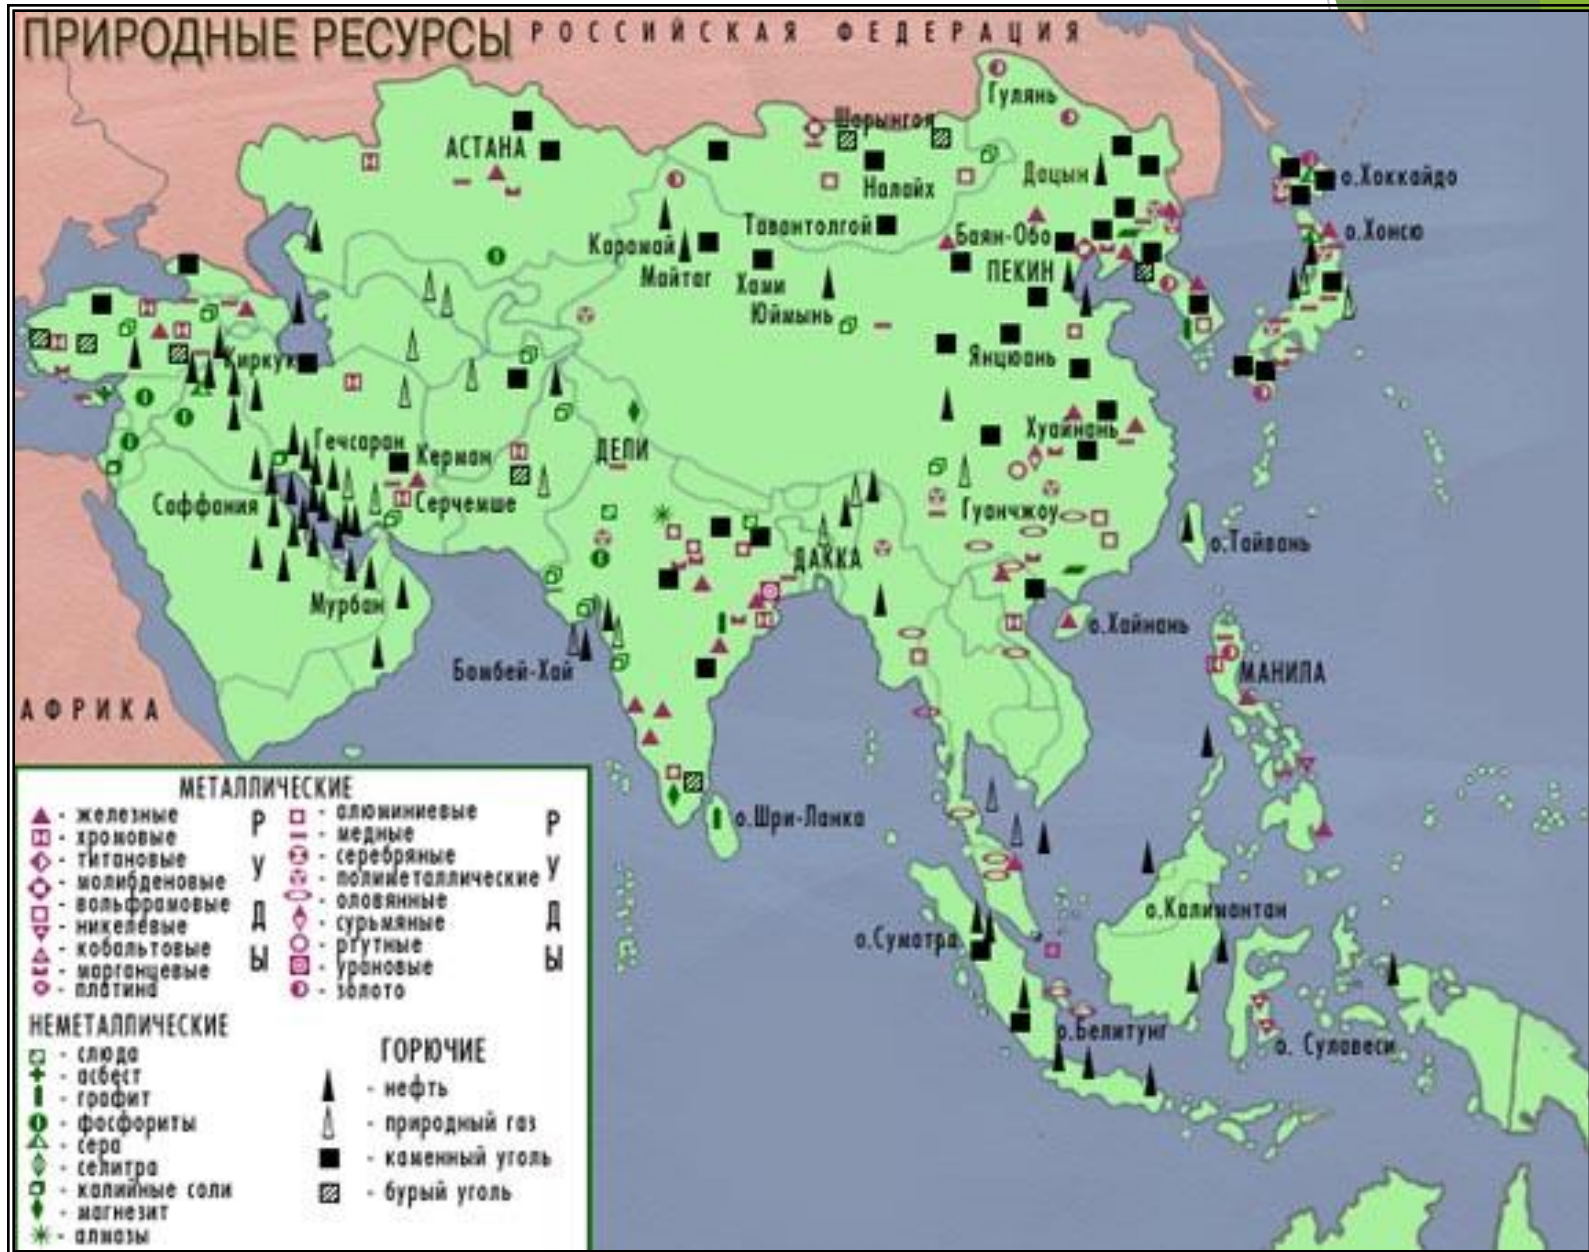 ПРИРОДНЫЕ РЕСУРСЫ
РОССИЙСКАЯ ФЕДЕРАЦИЯ
Гулянь
Шарынгол
АСТАНА
Налайх
Дацын
о.Хоккайдо
Тавантолгой
Баян-Обо
о.Хонсю
Карамай
Майтаг
Хами
ПЕКИН
Юймынь
Киркук
Янцюань
Гечсаран
Керман
ДЕЛИ
Хуайнань
Саффания
Серчемше
Гуанчжоу
о.Тайвань
ДАККА
Мурбан
о.Хайнань
Бомбей-Хай
МАНИЛА
АФРИКА
о.Шри-Ланка
о.Калимантан
о.Суматра
о.Белитунг
о. Сулавеси
МЕТАЛЛИЧЕСКИЕ
РУДЫ
- железные
- хромовые
- титановые
- молибденовые
- вольфрамовые
- никелевые
- кобальтовые
- марганцевые
- платина
РУДЫ
- алюминиевые
- медные
- серебряные
- полиметаллические
- оловянные
- сурьмяные
- ртутные
- урановые
- золото
НЕМЕТАЛЛИЧЕСКИЕ
- слюда
- асбест
- графит
- фосфориты
- сера
- селитра
- калийные соли
- магнезит
- алмазы
ГОРЮЧИЕ
- нефть
- природный газ
- каменный уголь
- бурый уголь